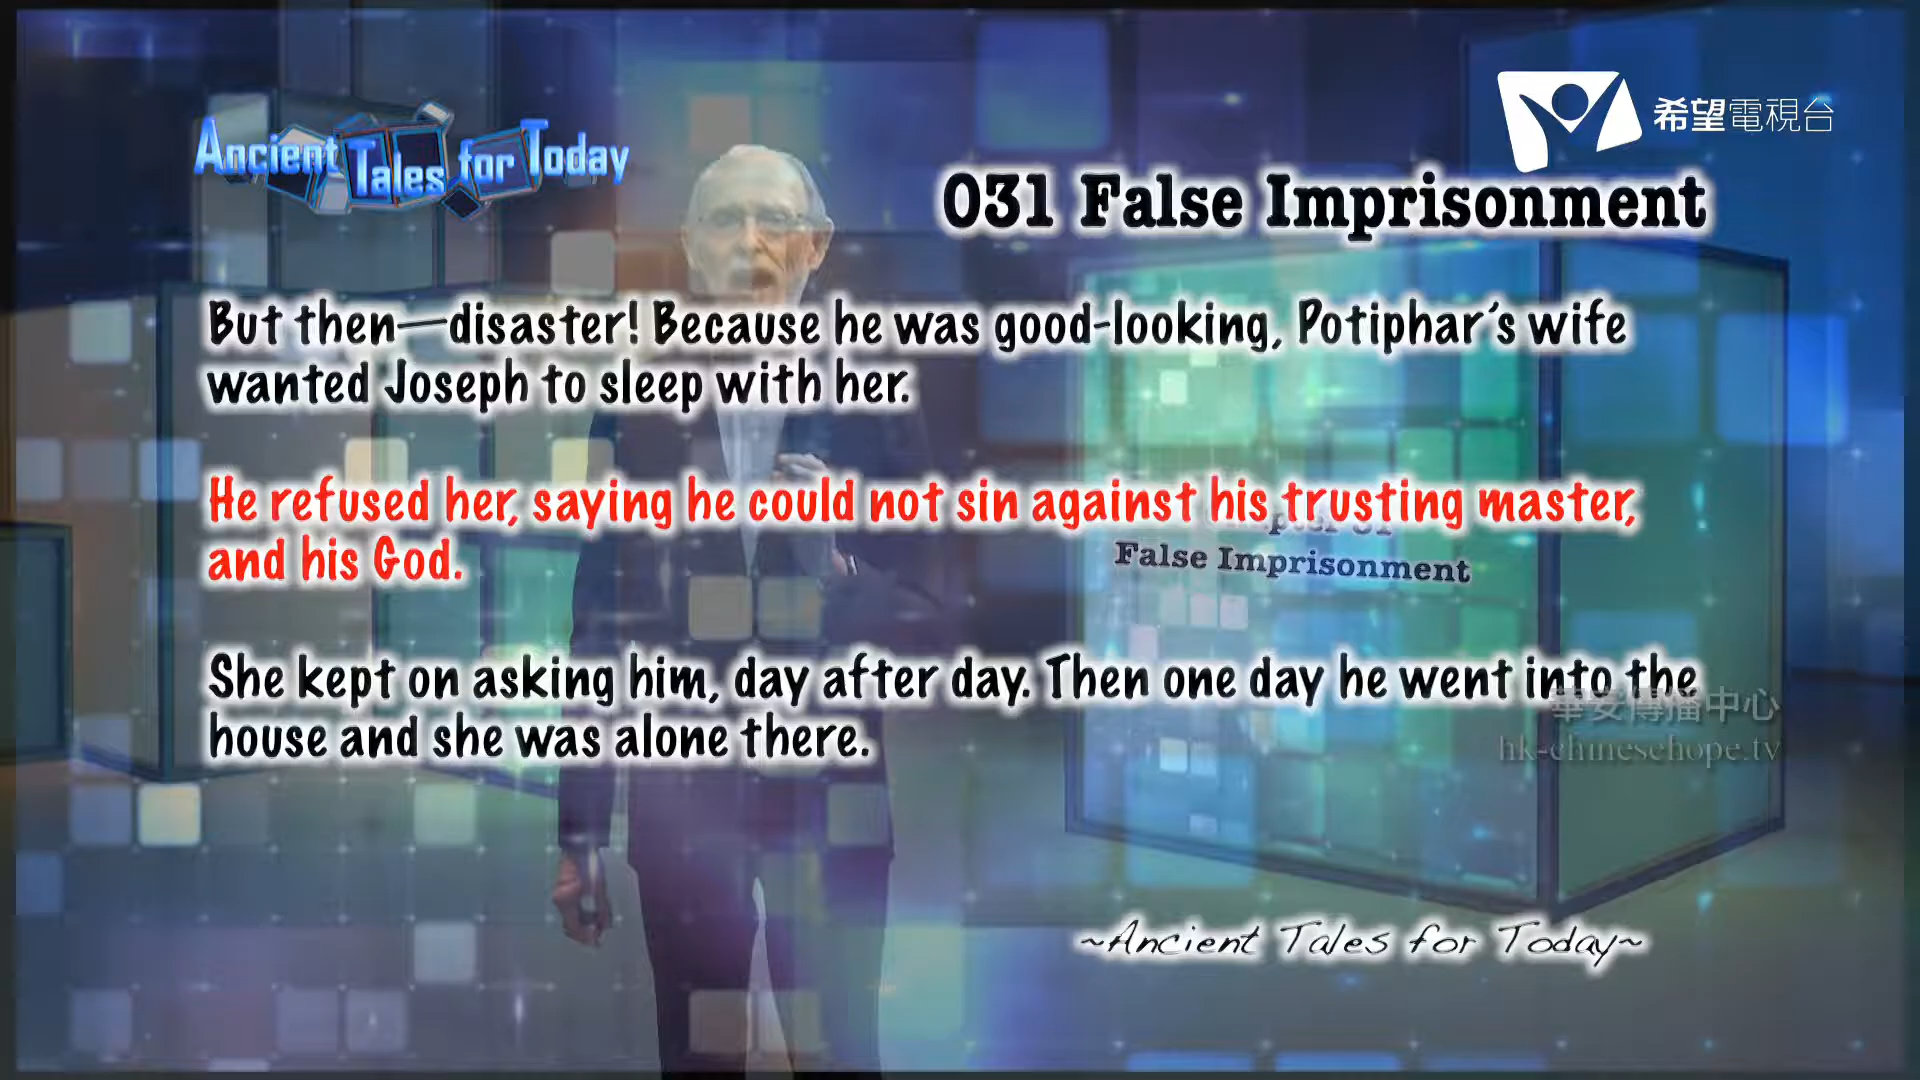 Ancient Tales for Today
希望電視台
031 False Imprisonment
But then—disaster! Because he was good-looking, Potiphar's wife
wanted Joseph to sleep with her.
He refused her, saying he could not sin against his trusting master,
and his God.
False Imprisonment
She kept on asking him, day after day. Then one day he went into the
house and she was alone there.
華安傳播中心
hk-chinesehope.tv
~Ancient Tales for Today~